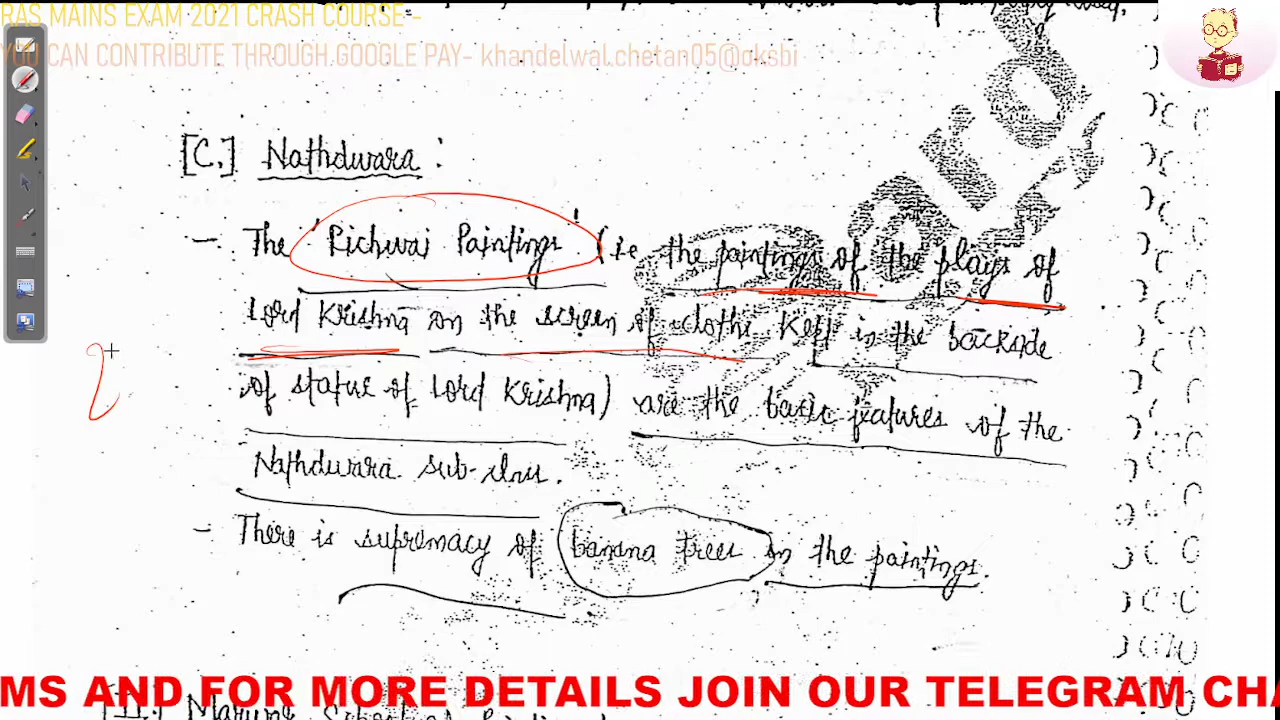 RAS MAINS EXAM 2021 CRASH COURSE -
YOU CAN CONTRIBUTE THROUGH GOOGLE PAY- khandelwal.chetan05@oksbi
[C.] Nathdwara :
- The 'Pichwai Paintings' (ie the paintings of the plays of
Lord Krishna on the screen of cloths Kept in the backside
of statue of Lord Krishna) are the basic features of the
Nathdwara sub-class.
- There is supremacy of banana trees in the paintings.
MS AND FOR MORE DETAILS JOIN OUR TELEGRAM CHA